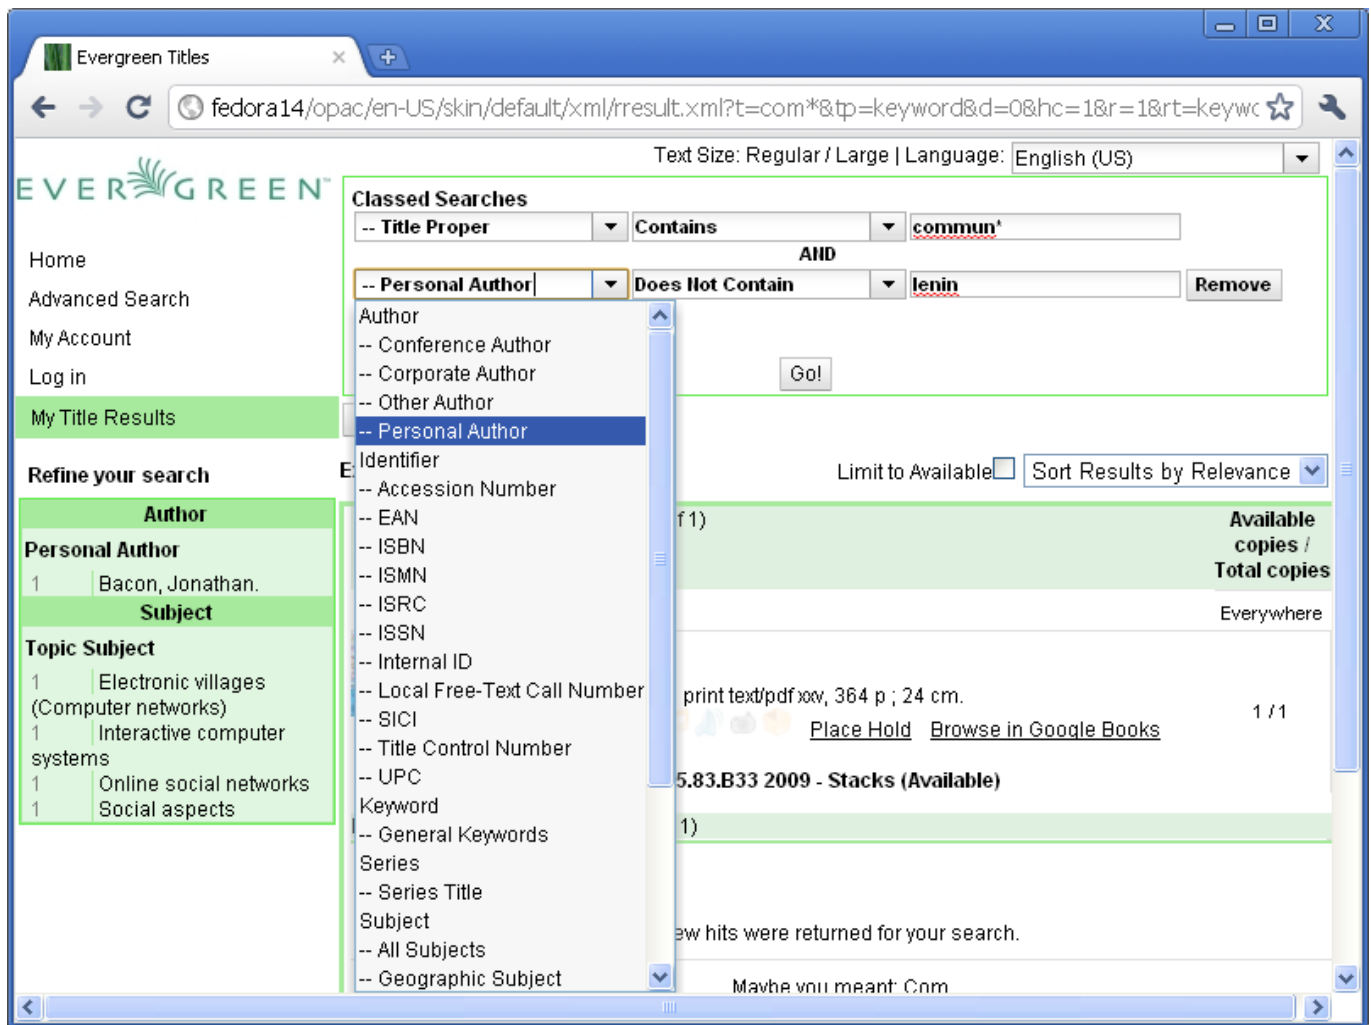 Evergreen Titles
fedora14/opac/en-US/skin/default/xml/rresult.xml?t=com*&tp=keyword&d=0&hc=1&r=1&rt=keywc
Text Size: Regular / Large | Language: English (US)
EVERGREEN™
Home
Advanced Search
My Account
Log in
My Title Results
Refine your search
Author
Personal Author
1 Bacon, Jonathan.
Subject
Topic Subject
1 Electronic villages
(Computer networks)
1 Interactive computer
systems
1 Online social networks
1 Social aspects
Classed Searches
-- Title Proper Contains commun*
AND
-- Personal Author Does Not Contain lenin Remove
Go!
Author
-- Conference Author
-- Corporate Author
-- Other Author
-- Personal Author
Identifier
-- Accession Number
-- EAN
-- ISBN
-- ISMN
-- ISRC
-- ISSN
-- Internal ID
-- Local Free-Text Call Number
-- SICI
-- Title Control Number
-- UPC
Keyword
-- General Keywords
Series
-- Series Title
Subject
-- All Subjects
-- Geographic Subject
Limit to Available Sort Results by Relevance
f 1)
Available
copies /
Total copies
Everywhere
print text/pdf xxv, 364 p ; 24 cm.
1 / 1
Place Hold Browse in Google Books
5.83.B33 2009 - Stacks (Available)
1)
ew hits were returned for your search.
Maybe you meant: Com